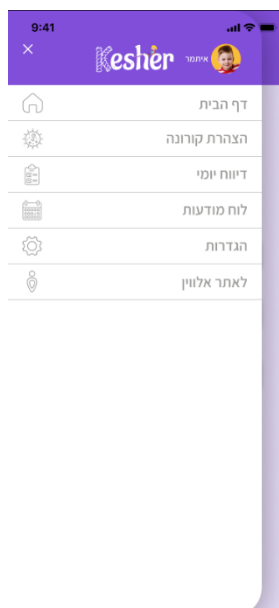 9:41
Kesher
איתמר
דף הבית
הצהרת קורונה
דיווח יומי
לוח מודעות
הגדרות
לאתר אלווין